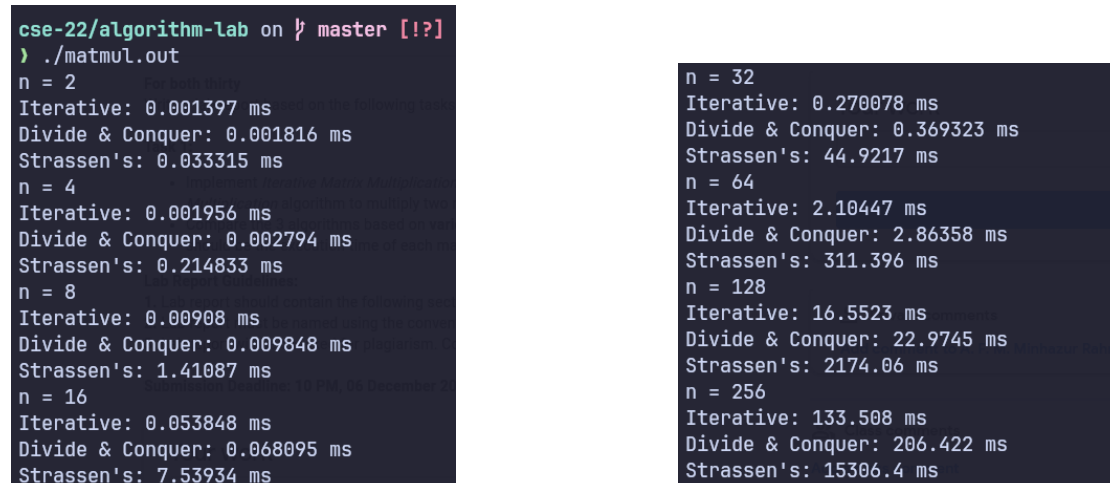 cse-22/algorithm-lab on master [!?]
❯ ./matmul.out
n = 2
Iterative: 0.001397 ms
Divide & Conquer: 0.001816 ms
Strassen's: 0.033315 ms
n = 4
Iterative: 0.001956 ms
Divide & Conquer: 0.002794 ms
Strassen's: 0.214833 ms
n = 8
Iterative: 0.00908 ms
Divide & Conquer: 0.009848 ms
Strassen's: 1.41087 ms
n = 16
Iterative: 0.053848 ms
Divide & Conquer: 0.068095 ms
Strassen's: 7.53934 ms
n = 32
Iterative: 0.270078 ms
Divide & Conquer: 0.369323 ms
Strassen's: 44.9217 ms
n = 64
Iterative: 2.10447 ms
Divide & Conquer: 2.86358 ms
Strassen's: 311.396 ms
n = 128
Iterative: 16.5523 ms
Divide & Conquer: 22.9745 ms
Strassen's: 2174.06 ms
n = 256
Iterative: 133.508 ms
Divide & Conquer: 206.422 ms
Strassen's: 15306.4 ms